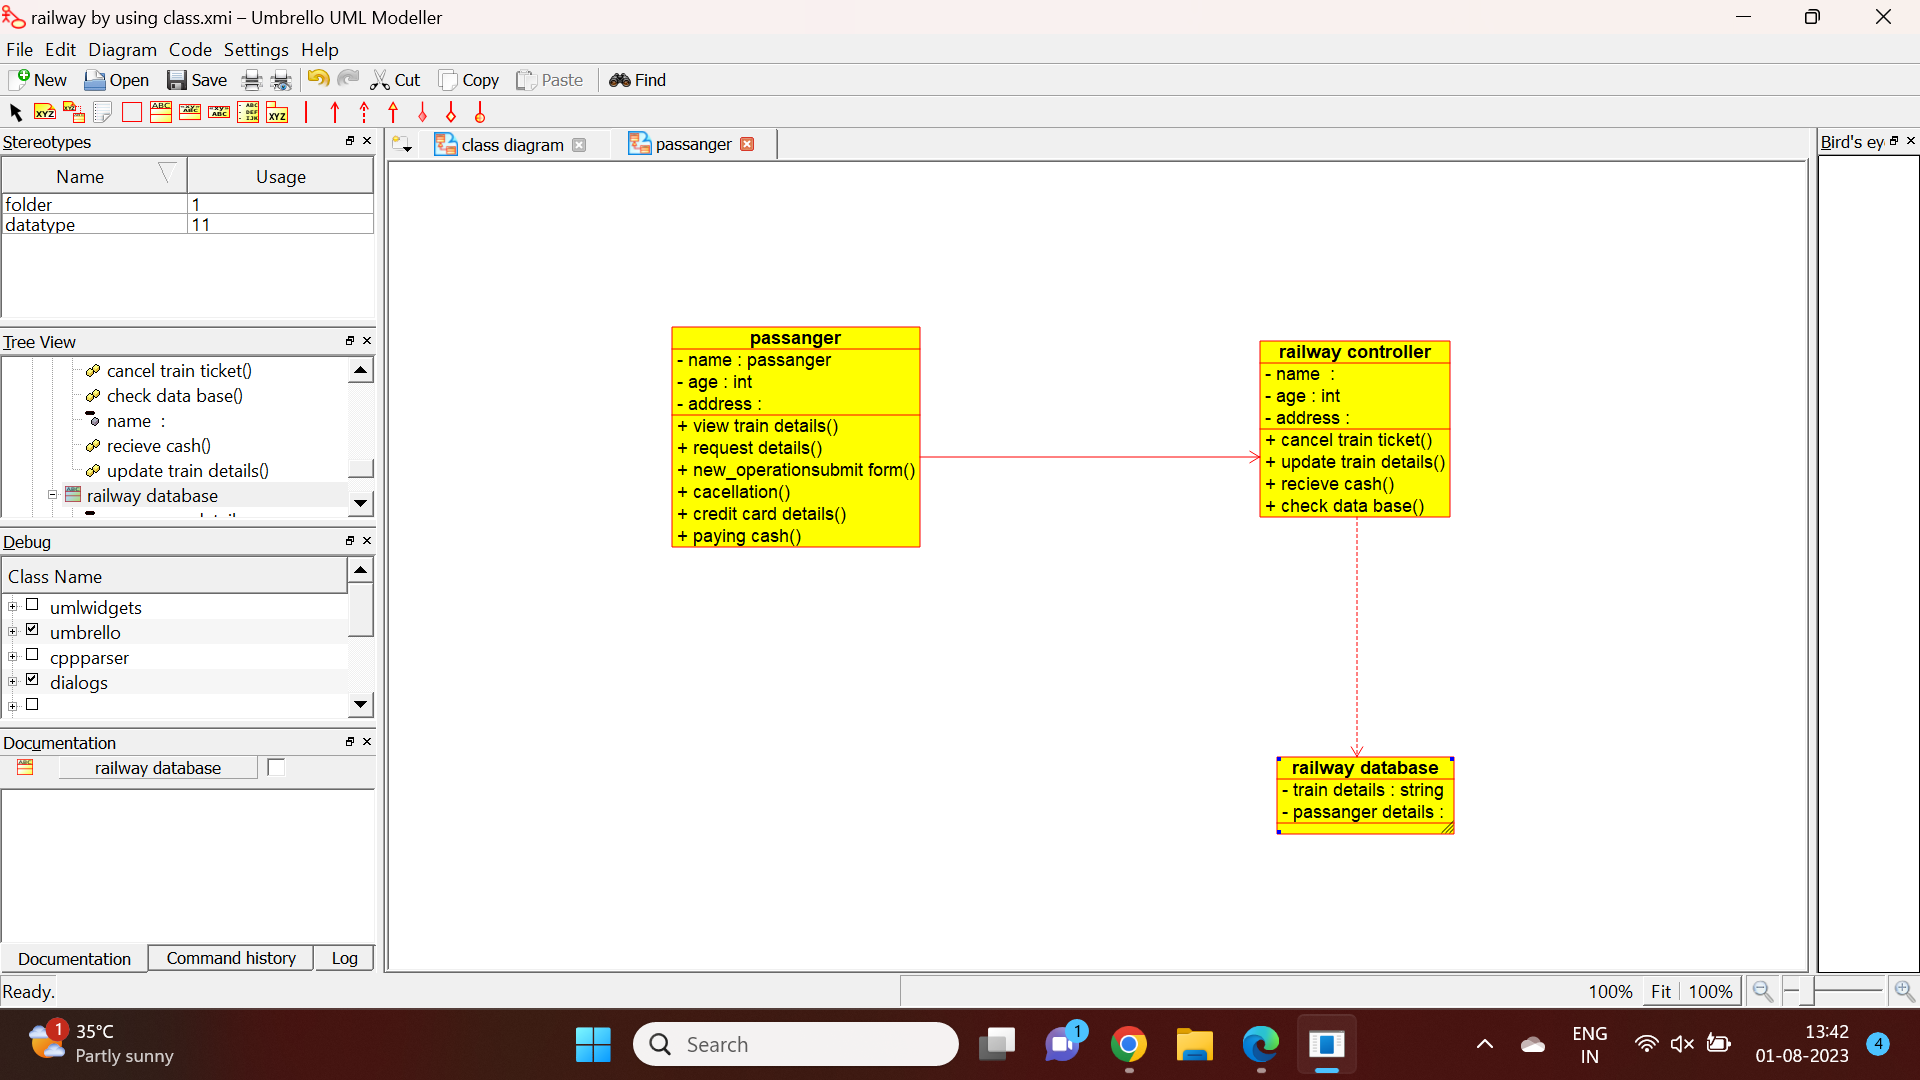 railway by using class.xmi – Umbrello UML Modeller
File Edit Diagram Code Settings Help
New Open Save Cut Copy Paste Find
Stereotypes
Name Usage
folder 1
datatype 11
Tree View
cancel train ticket()
check data base()
name :
recieve cash()
update train details()
railway database
Debug
Class Name
umlwidgets
umbrello
cppparser
dialogs
Documentation
railway database
Documentation Command history Log
class diagram passanger
passanger
- name : passanger
- age : int
- address :
+ view train details()
+ request details()
+ new_operationsubmit form()
+ cacellation()
+ credit card details()
+ paying cash()
railway controller
- name :
- age : int
- address :
+ cancel train ticket()
+ update train details()
+ recieve cash()
+ check data base()
railway database
- train details : string
- passanger details :
Bird's ey
Ready.
100% Fit 100%
1
35°C
Partly sunny
Search
1
ENG
IN
13:42
01-08-2023
4